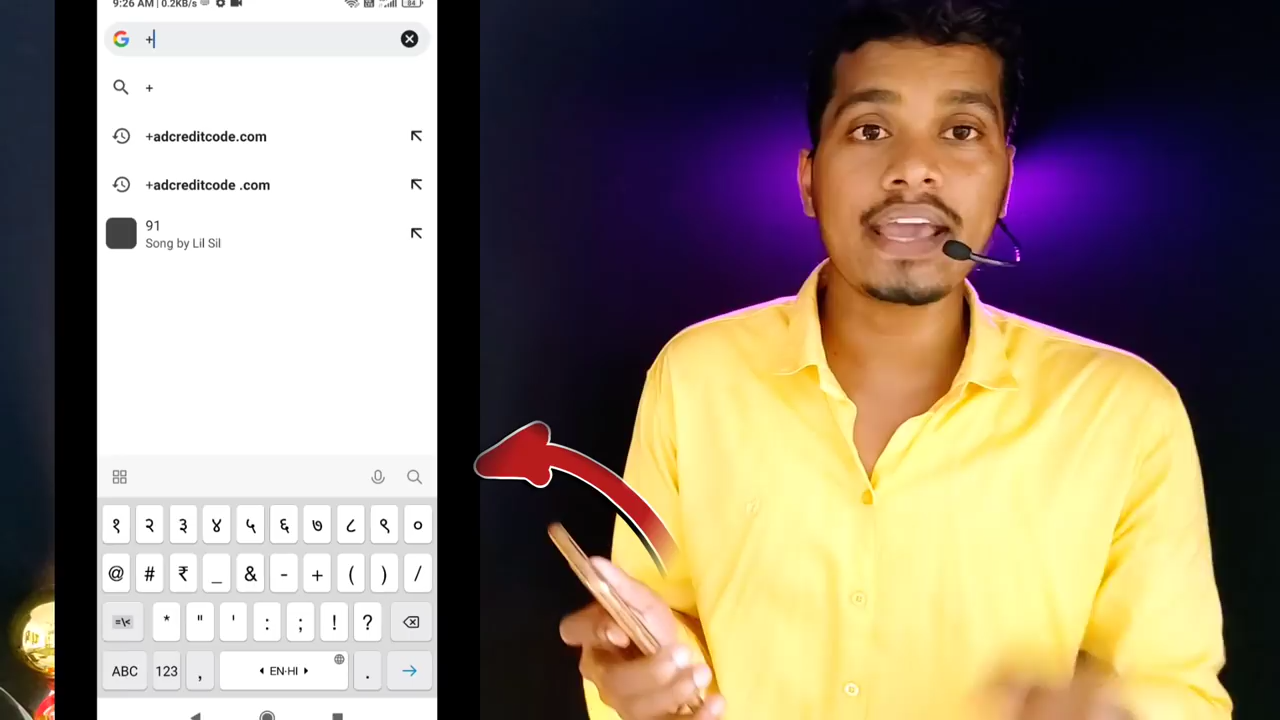 9:26 AM | 0.2KB/s
84
+
+
+adcreditcode.com
+adcreditcode .com
91
Song by Lil Sil
१ २ ३ ४ ५ ६ ७ ८ ९ ०
@ # ₹ _ & - + ( ) /
=\< * " ' : ; ! ?
ABC 123 , EN·HI .